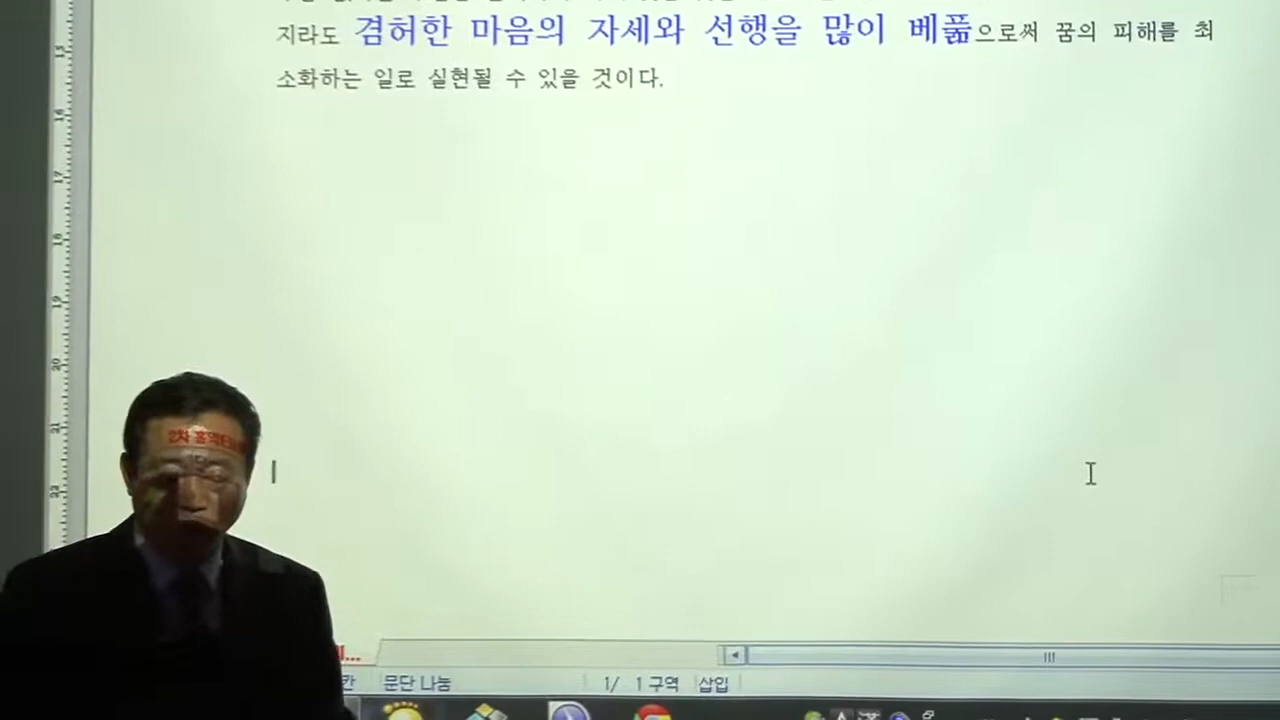 지라도 겸허한 마음의 자세와 선행을 많이 베풂으로써 꿈의 피해를 최
소화하는 일로 실현될 수 있을 것이다.
칸 문단 나눔 1/ 1 구역 삽입